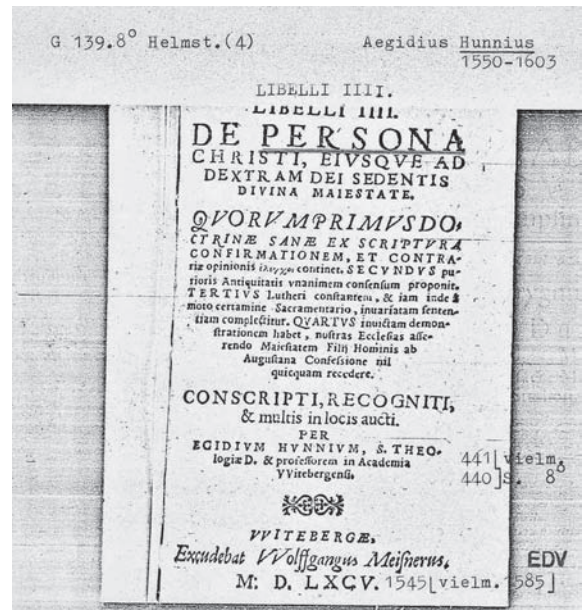 G 139.8° Helmst.(4) Aegidius Hunnius
1550-1603
LIBELLI IIII.
LIBELLI IIII.
DE PERSONA
CHRISTI, EIVSQVE AD
DEXTRAM DEI SEDENTIS
DIVINA MAIESTATE.
QVORVM PRIMVS DO-
CTRINÆ SANÆ EX SCRIPTVRA
CONFIRMATIONEM, ET CONTRA-
riæ opinionis ἐλεγχον continet. SECVNDVS pu-
rioris Antiquitatis vnanimem consensum proponit.
TERTIVS Lutheri constantem, & iam inde à
moto certamine Sacramentario, inuariatam senten-
tiam complectitur. QVARTVS inuictam demon-
strationem habet, nostras Ecclesias asse-
rendo Maiestatem Filij Hominis ab
Augustana Confessione nil
quicquam recedere.
CONSCRIPTI, RECOGNITI,
& multis in locis aucti.
PER
EGIDIVM HVNNIVM, S. THEO-
logiæ D. & professorem in Academia
VVitebergensi.
441[vielm.
440]S. 8°
VVITEBERGÆ,
Excudebat VVolffgangus Meisnerus.
M. D. LXCV. 1545[vielm. 1585]
EDV